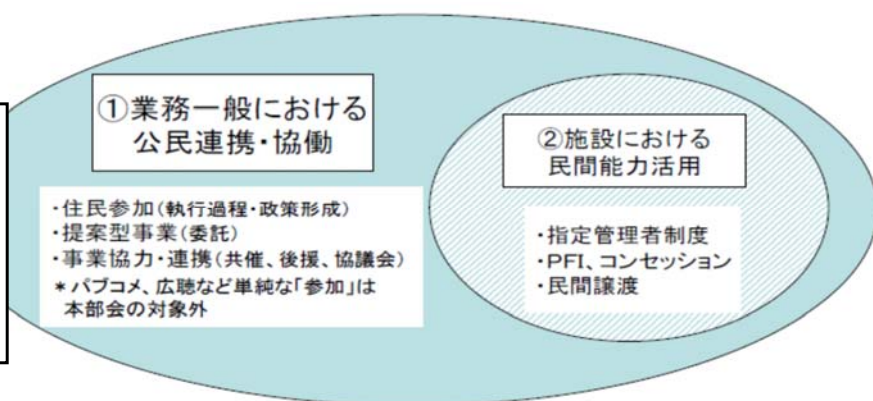 ①業務一般における
公民連携・協働
・住民参加(執行過程・政策形成)
・提案型事業(委託)
・事業協力・連携(共催、後援、協議会)
*パブコメ、広聴など単純な「参加」は
本部会の対象外
②施設における
民間能力活用
・指定管理者制度
・PFI、コンセッション
・民間譲渡